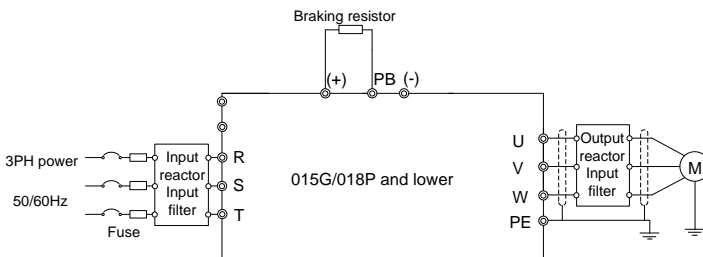 Braking resistor
(+) PB (-)
3PH power
50/60Hz
Fuse
Input
reactor
Input
filter
R
S
T
015G/018P and lower
U
V
W
PE
Output
reactor
Input
filter
M